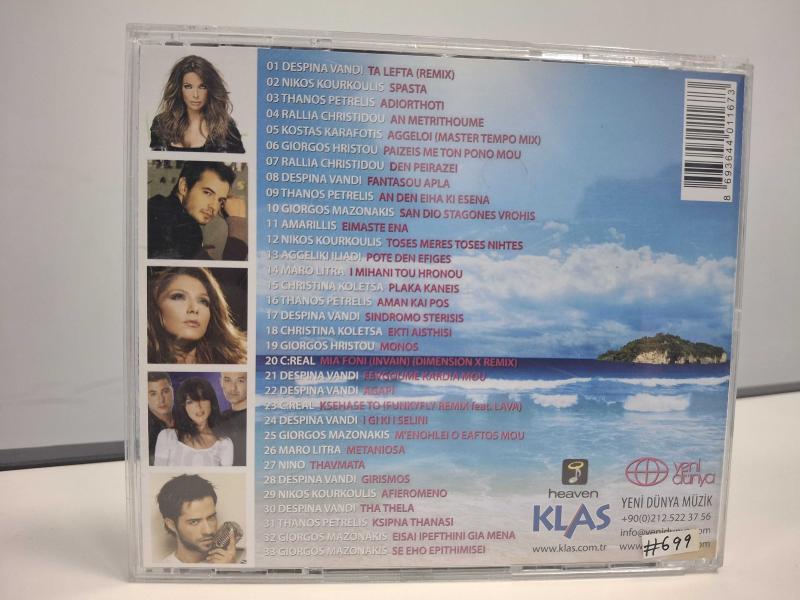 01 DESPINA VANDI TA LEFTA (REMIX)
02 NIKOS KOURKOULIS SPASTA
03 THANOS PETRELIS ADIORTHOTI
04 RALLIA CHRISTIDOU AN METRITHOUME
05 KOSTAS KARAFOTIS AGGELOI (MASTER TEMPO MIX)
06 GIORGOS HRISTOU PAIZEIS ME TON PONO MOU
07 RALLIA CHRISTIDOU DEN PEIRAZEI
08 DESPINA VANDI FANTASOU APLA
09 THANOS PETRELIS AN DEN EIHA KI ESENA
10 GIORGOS MAZONAKIS SAN DIO STAGONES VROHIS
11 AMARILLIS EIMASTE ENA
12 NIKOS KOURKOULIS TOSES MERES TOSES NIHTES
13 AGGELIKI ILIADI POTE DEN EFIGES
14 MARO LITRA I MIHANI TOU HRONOU
15 CHRISTINA KOLETSA PLAKA KANEIS
16 THANOS PETRELIS AMAN KAI POS
17 DESPINA VANDI SINDROMO STERISIS
18 CHRISTINA KOLETSA EKTI AISTHISI
19 GIORGOS HRISTOU MONOS
20 C:REAL MIA FONI (INVAIN) (DIMENSION X REMIX)
21 DESPINA VANDI KARDIA MOU
22 DESPINA VANDI AGAPI
23 C:REAL KSEHASE TO (FUNKYFLY REMIX feat. LAVA)
24 DESPINA VANDI I GI KI I SELINI
25 GIORGOS MAZONAKIS M'ENOHLEI O EAFTOS MOU
26 MARO LITRA METANIOSA
27 NINO THAVMATA
28 DESPINA VANDI GIRISMOS
29 NIKOS KOURKOULIS AFIEROMENO
30 DESPINA VANDI THA THELA
31 THANOS PETRELIS KSIPNA THANASI
32 GIORGOS MAZONAKIS EISAI IPEFTHINI GIA MENA
33 GIORGOS MAZONAKIS SE EHO EPITHIMISEI
8 693644 011673
heaven
KLAS
www.klas.com.tr
yeni dünya
YENİ DÜNYA MÜZİK
+90(0)212 522 37 56
#699